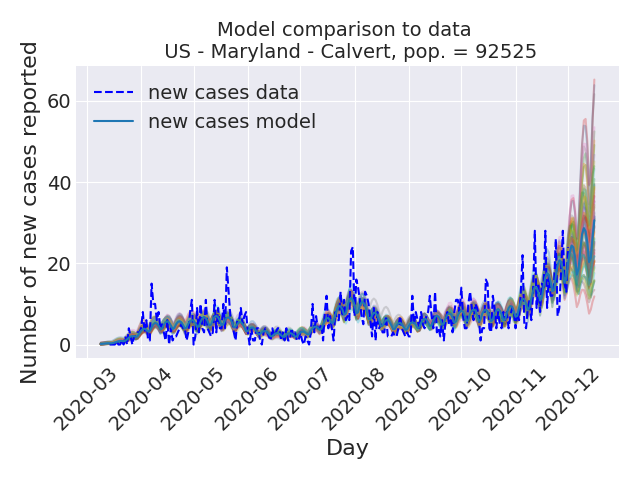 Model comparison to data
US - Maryland - Calvert, pop. = 92525
Number of new cases reported
60
40
20
0
new cases data
new cases model
2020-03
2020-04
2020-05
2020-06
2020-07
2020-08
2020-09
2020-10
2020-11
2020-12
Day